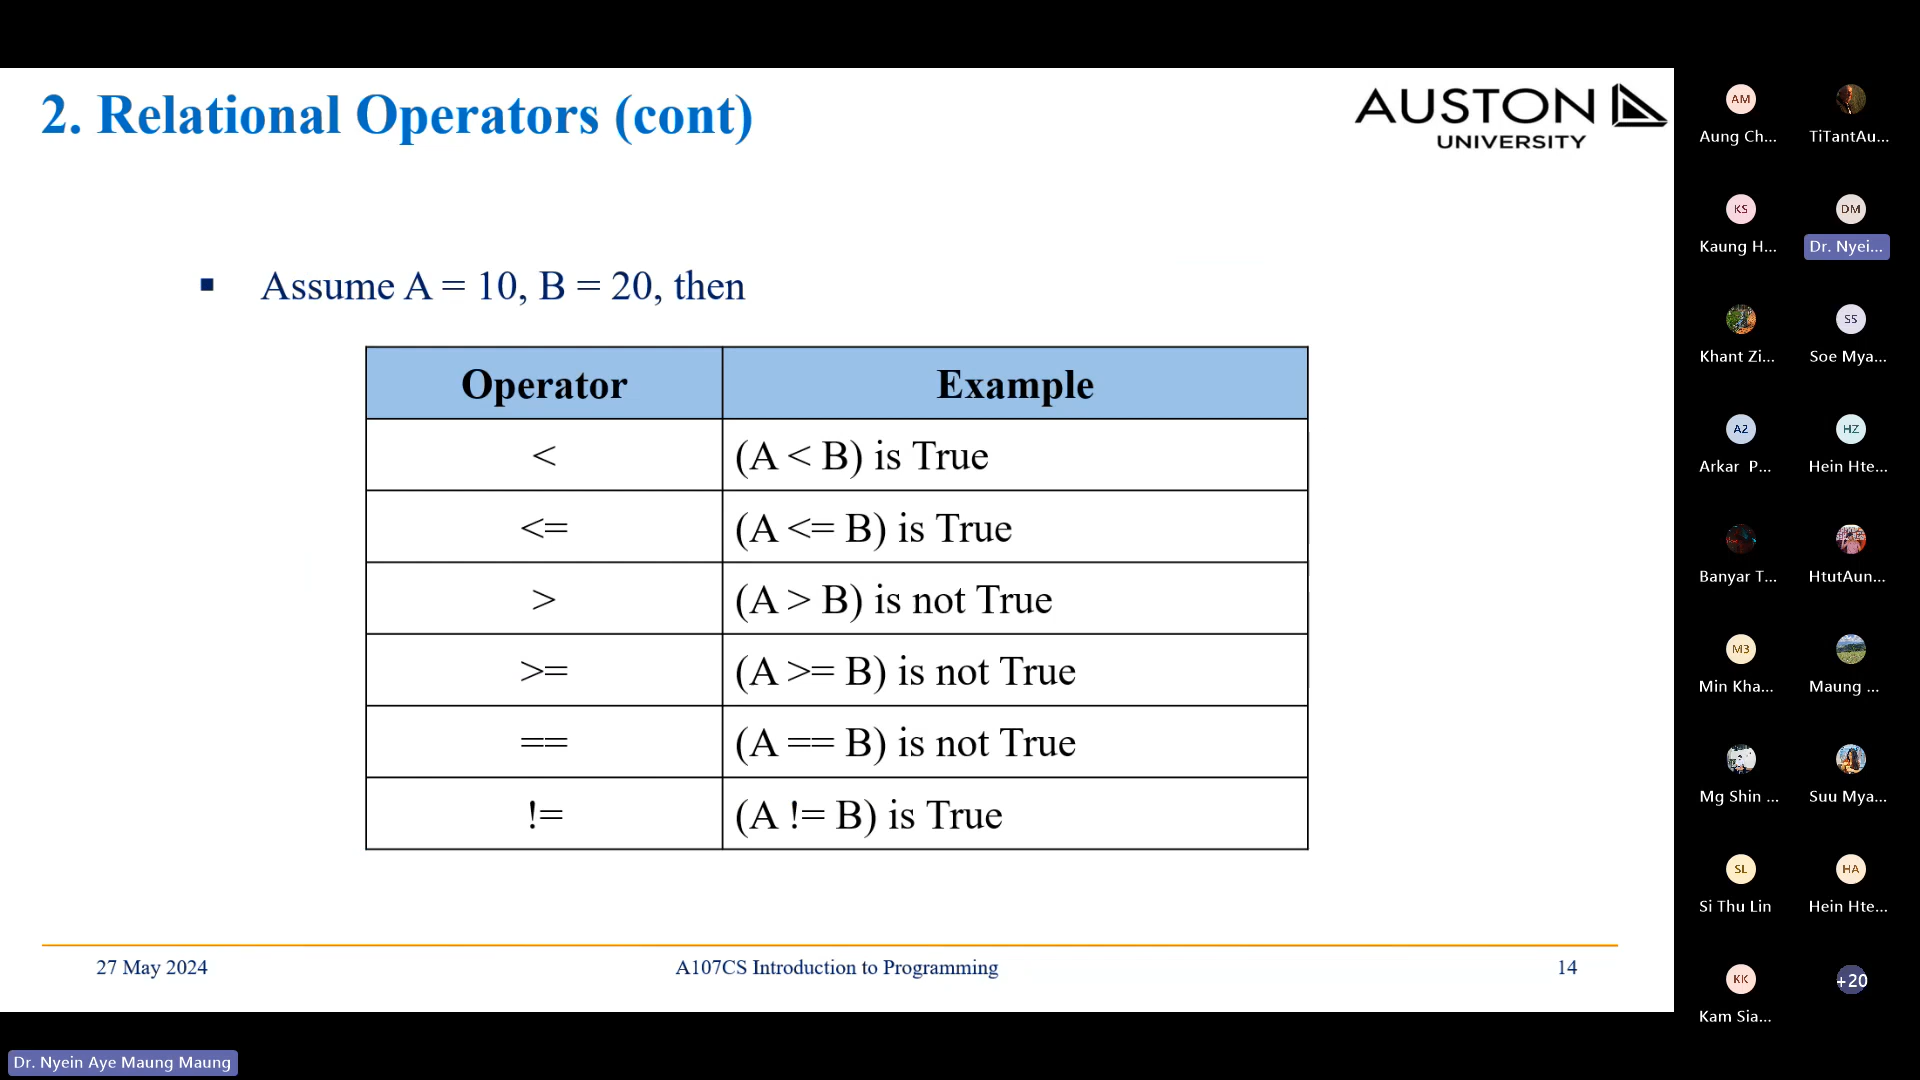 2. Relational Operators (cont)
AUSTON
UNIVERSITY
▪ Assume A = 10, B = 20, then
Operator Example
< (A < B) is True
<= (A <= B) is True
> (A > B) is not True
>= (A >= B) is not True
== (A == B) is not True
!= (A != B) is True
27 May 2024 A107CS Introduction to Programming 14
AM
Aung Ch... TiTantAu...
KS DM
Kaung H... Dr. Nyei...
SS
Khant Zi... Soe Mya...
A2 HZ
Arkar P... Hein Hte...
Banyar T... HtutAun...
M3
Min Kha... Maung ...
Mg Shin ... Suu Mya...
SL HA
Si Thu Lin Hein Hte...
KK +20
Kam Sia...
Dr. Nyein Aye Maung Maung